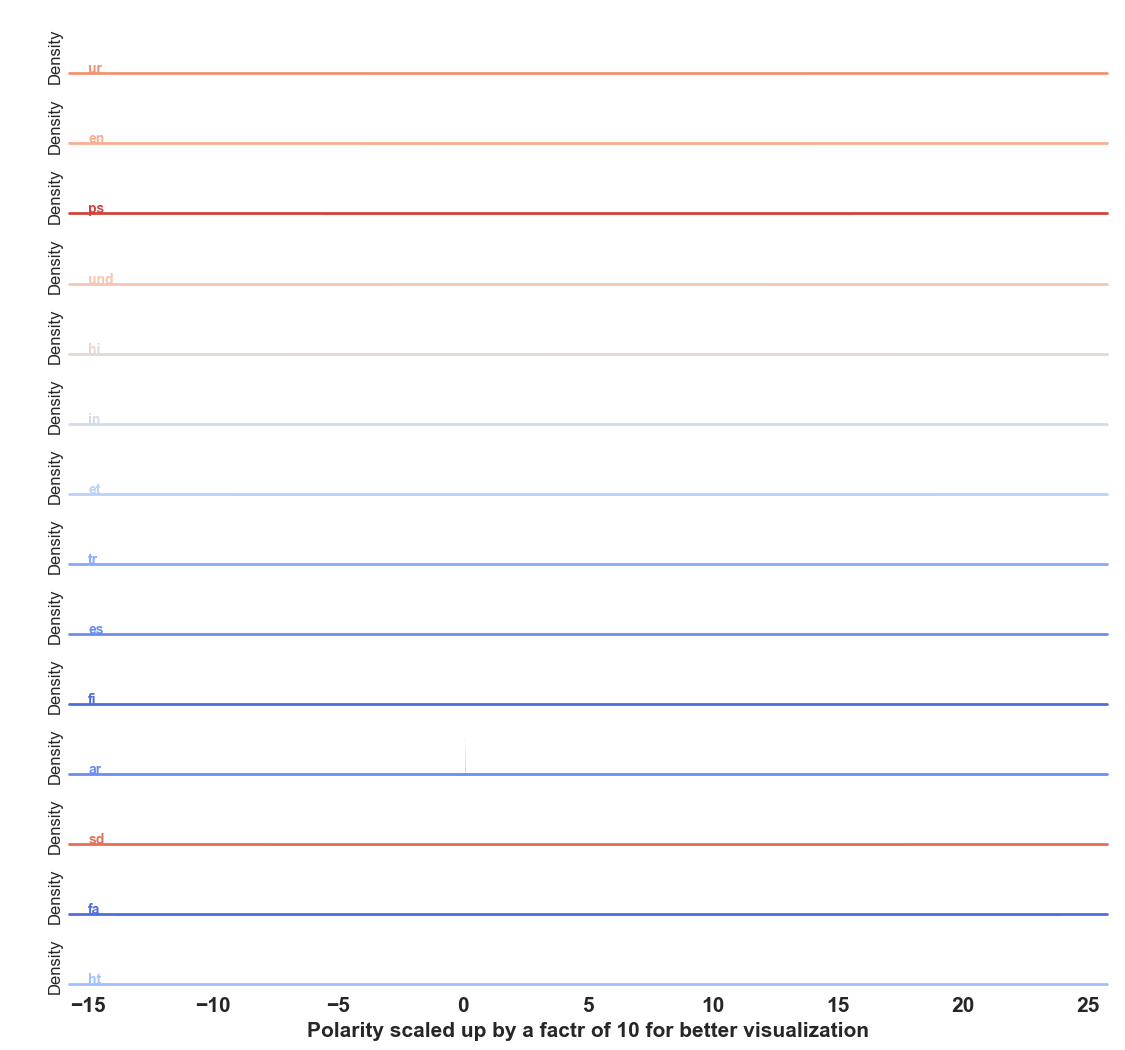 Density
ur
Density
en
Density
ps
Density
und
Density
hi
Density
in
Density
et
Density
tr
Density
es
Density
fi
Density
ar
Density
sd
Density
fa
Density
ht
−15 −10 −5 0 5 10 15 20 25
Polarity scaled up by a factr of 10 for better visualization